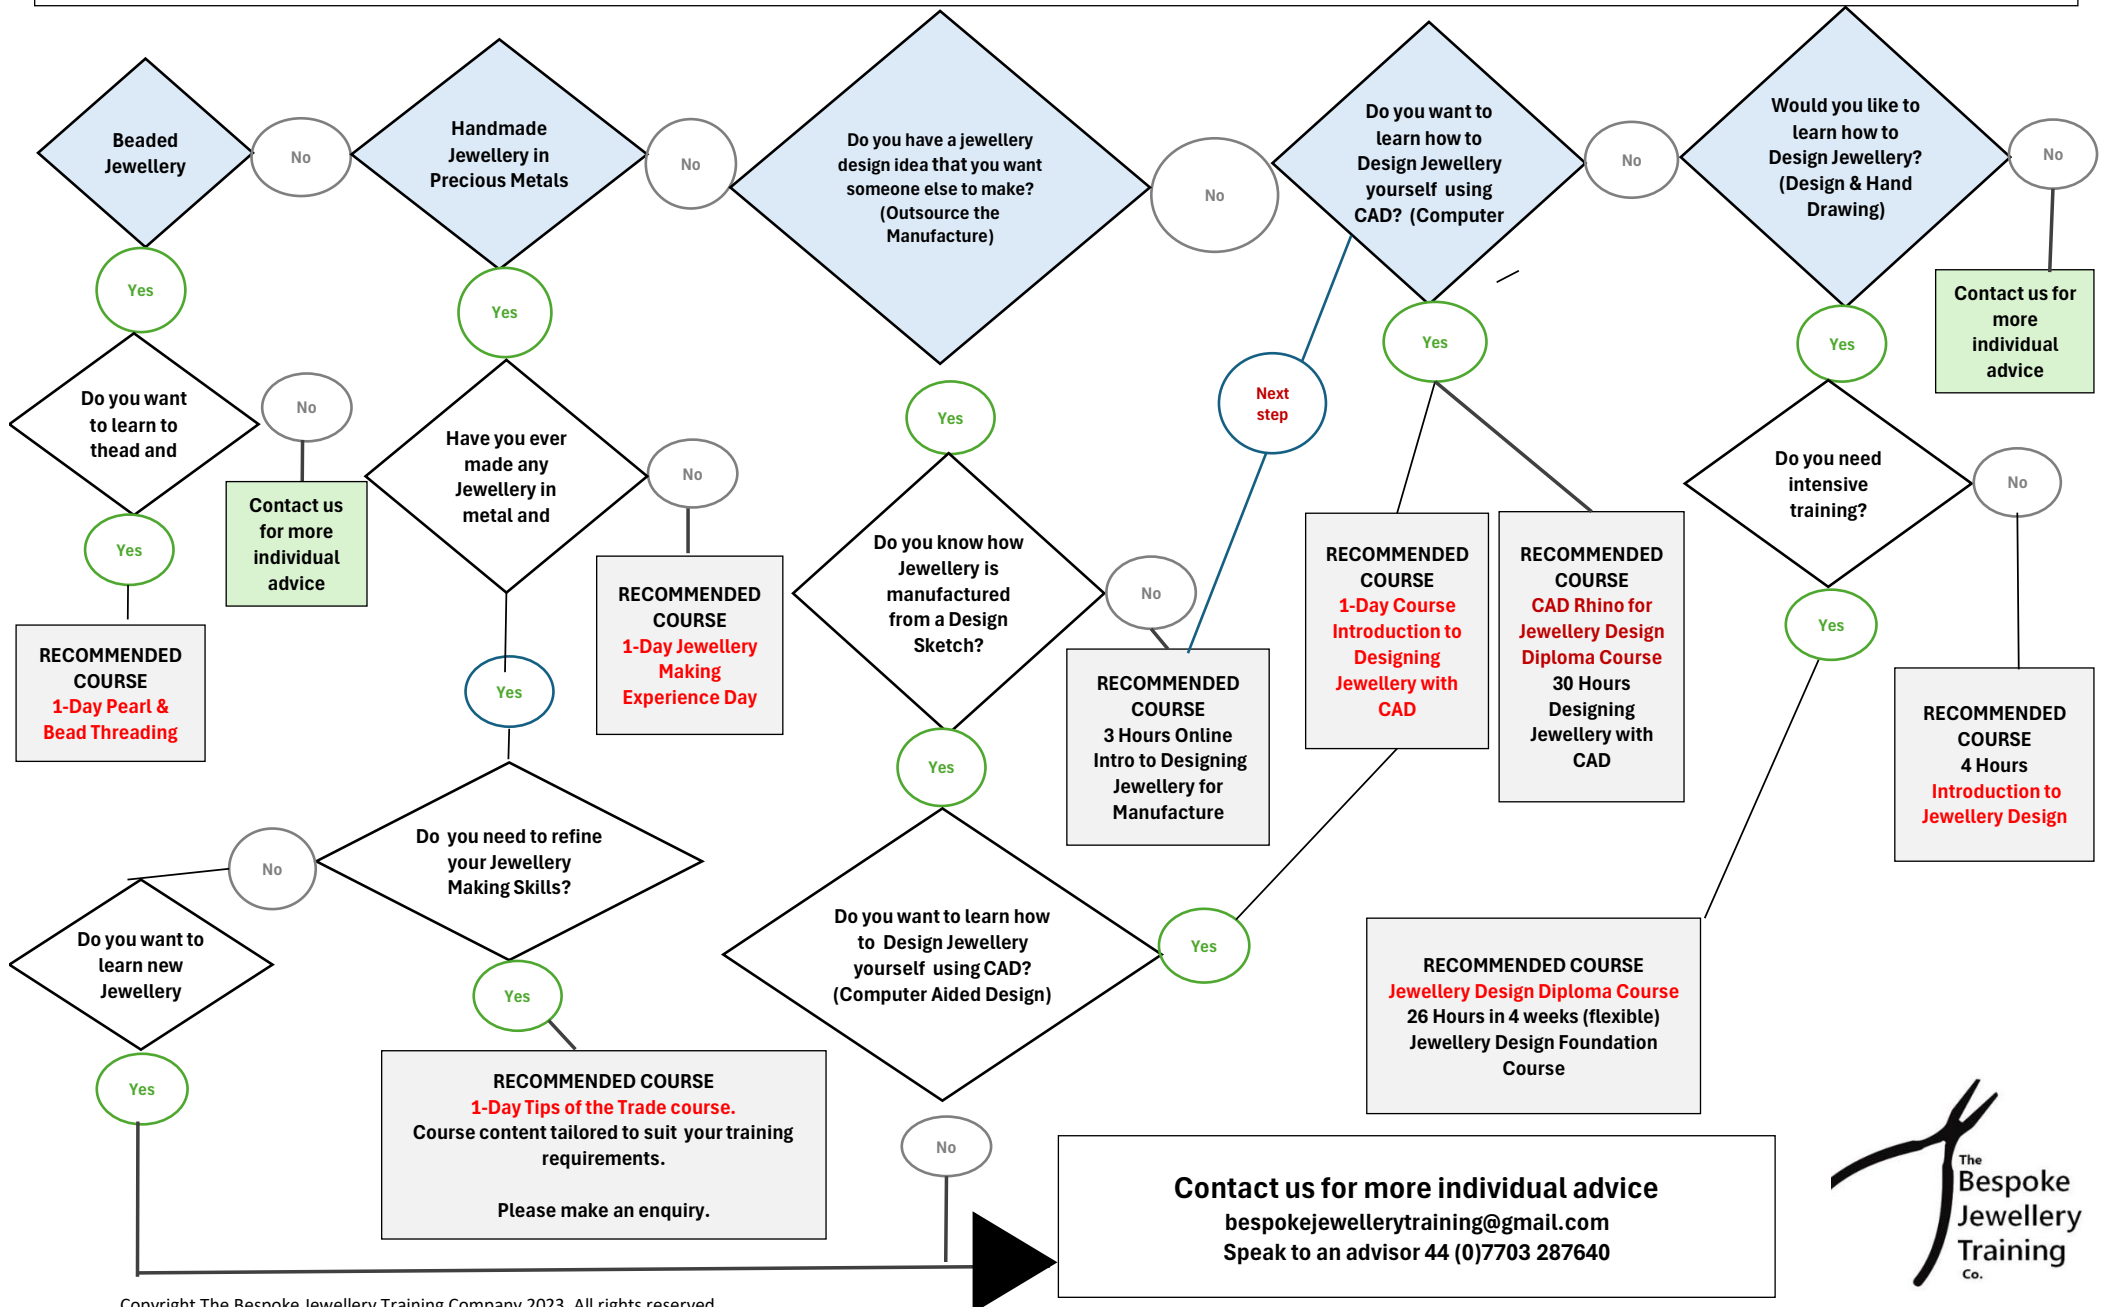 Beaded
Jewellery
No
Handmade
Jewellery in
Precious Metals
No
Do you have a jewellery
design idea that you want
someone else to make?
(Outsource the
Manufacture)
No
Do you want to
learn how to
Design Jewellery
yourself using
CAD? (Computer
No
Would you like to
learn how to
Design Jewellery?
(Design & Hand
Drawing)
No
Contact us for
more
individual
advice
Yes
Yes
Yes
Yes
Yes
Do you want
to learn to
thead and
No
Contact us
for more
individual
advice
Yes
RECOMMENDED
COURSE
1-Day Pearl &
Bead Threading
Have you ever
made any
Jewellery in
metal and
No
RECOMMENDED
COURSE
1-Day Jewellery
Making
Experience Day
Yes
Do you need to refine
your Jewellery
Making Skills?
No
Do you want to
learn new
Jewellery
Yes
Yes
RECOMMENDED COURSE
1-Day Tips of the Trade course.
Course content tailored to suit your training
requirements.
Please make an enquiry.
Do you know how
Jewellery is
manufactured
from a Design
Sketch?
No
RECOMMENDED
COURSE
3 Hours Online
Intro to Designing
Jewellery for
Manufacture
Next
step
Yes
Do you want to learn how
to Design Jewellery
yourself using CAD?
(Computer Aided Design)
Yes
No
RECOMMENDED
COURSE
1-Day Course
Introduction to
Designing
Jewellery with
CAD
RECOMMENDED
COURSE
CAD Rhino for
Jewellery Design
Diploma Course
30 Hours
Designing
Jewellery with
CAD
Do you need
intensive
training?
No
Yes
RECOMMENDED
COURSE
4 Hours
Introduction to
Jewellery Design
RECOMMENDED COURSE
Jewellery Design Diploma Course
26 Hours in 4 weeks (flexible)
Jewellery Design Foundation
Course
Contact us for more individual advice
bespokejewellerytraining@gmail.com
Speak to an advisor 44 (0)7703 287640
The
Bespoke
Jewellery
Training
Co.
Copyright The Bespoke Jewellery Training Company 2023. All rights reserved